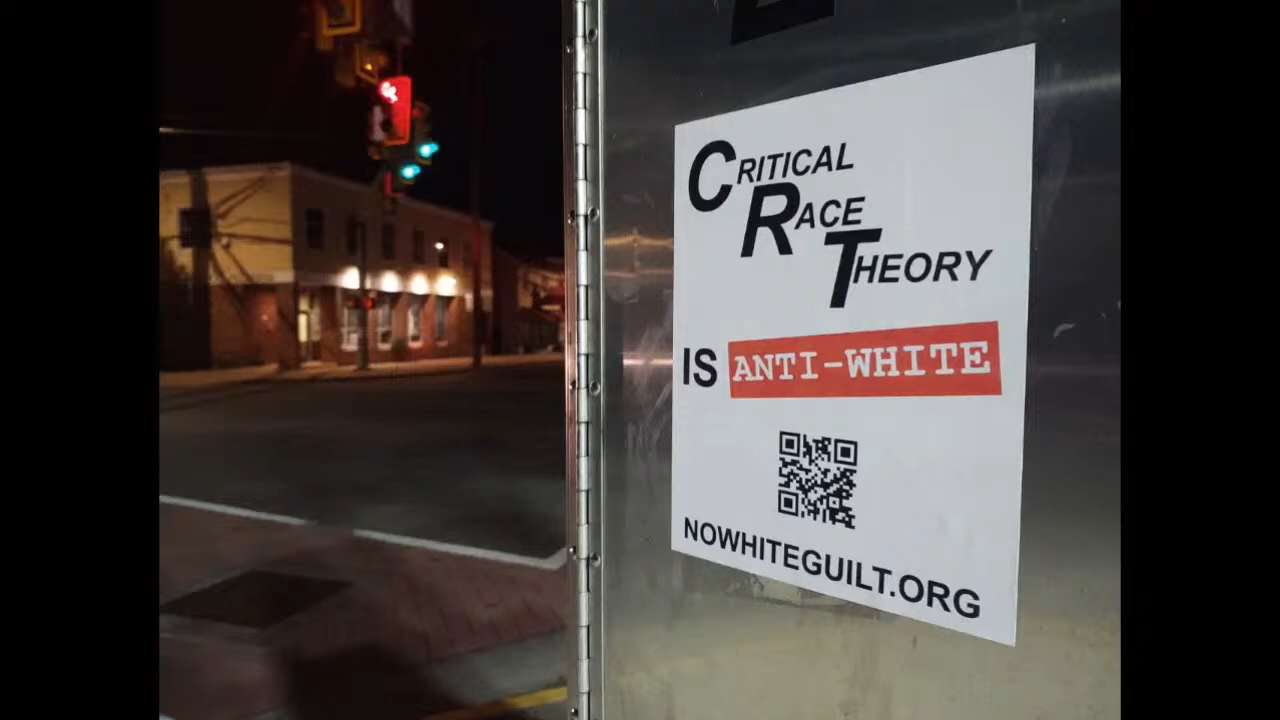 CRITICAL
RACE
THEORY
IS ANTI-WHITE
NOWHITEGUILT.ORG